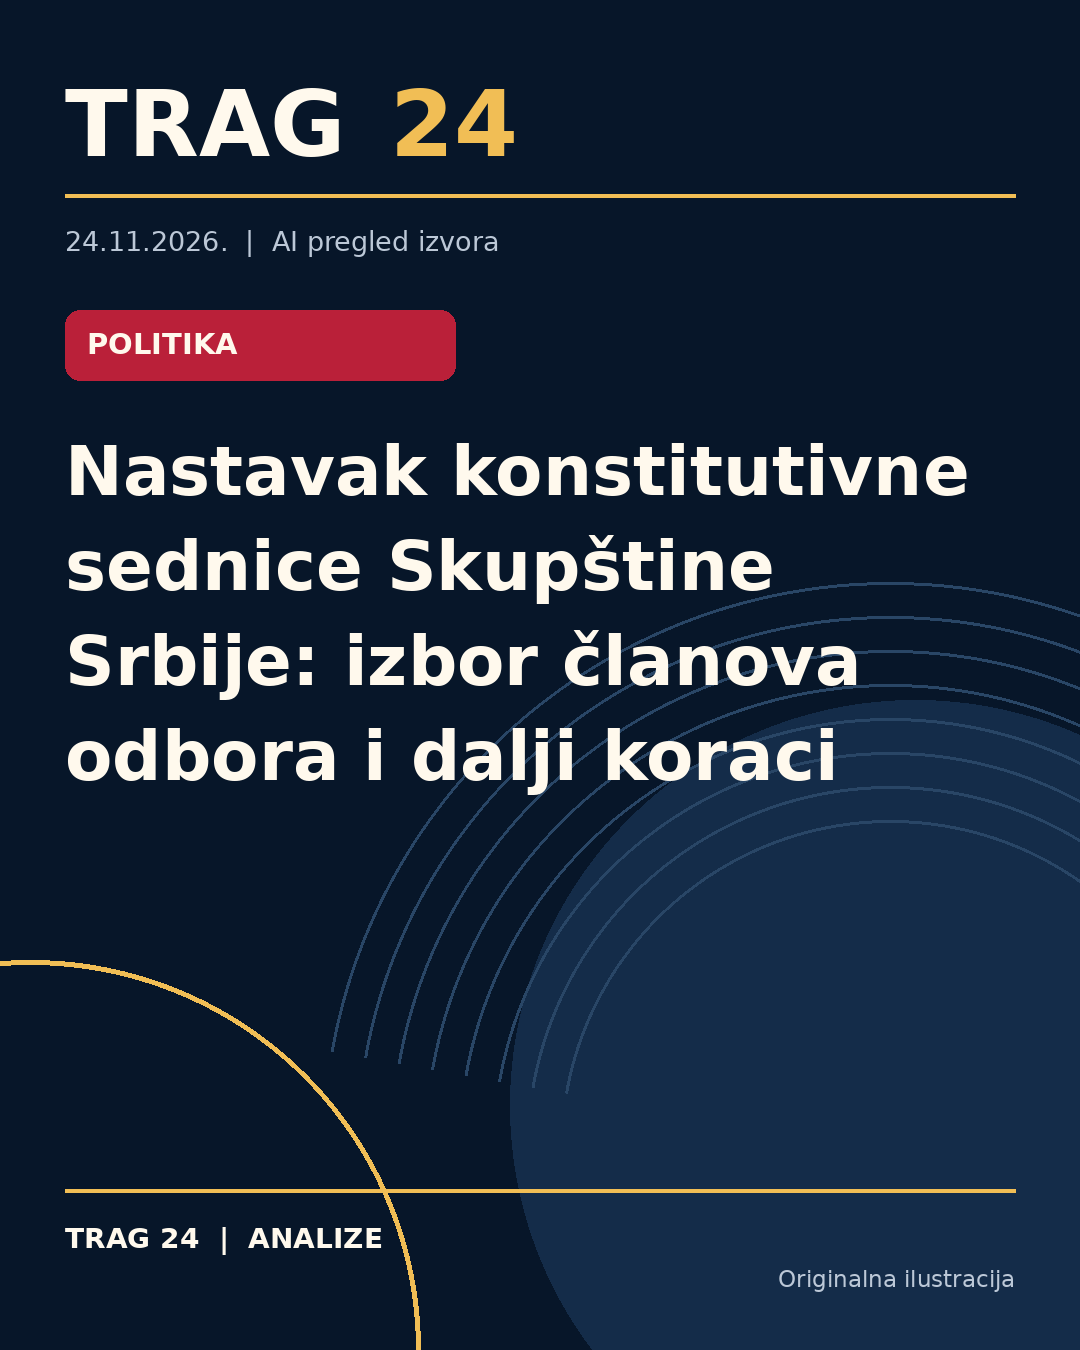 TRAG 24
24.11.2026. | AI pregled izvora
POLITIKA
Nastavak konstitutivne
sednice Skupštine
Srbije: izbor članova
odbora i dalji koraci
TRAG 24 | ANALIZE
Originalna ilustracija